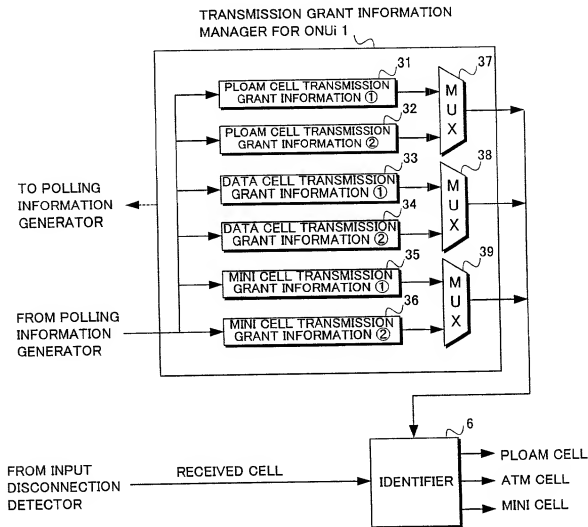 TRANSMISSION GRANT INFORMATION
MANAGER FOR ONUi 1
31
PLOAM CELL TRANSMISSION
GRANT INFORMATION ①
32
PLOAM CELL TRANSMISSION
GRANT INFORMATION ②
33
DATA CELL TRANSMISSION
GRANT INFORMATION ①
34
DATA CELL TRANSMISSION
GRANT INFORMATION ②
35
MINI CELL TRANSMISSION
GRANT INFORMATION ①
36
MINI CELL TRANSMISSION
GRANT INFORMATION ②
37
MUX
38
MUX
39
MUX
TO POLLING
INFORMATION
GENERATOR
FROM POLLING
INFORMATION
GENERATOR
6
IDENTIFIER
FROM INPUT
DISCONNECTION
DETECTOR
RECEIVED CELL
PLOAM CELL
ATM CELL
MINI CELL